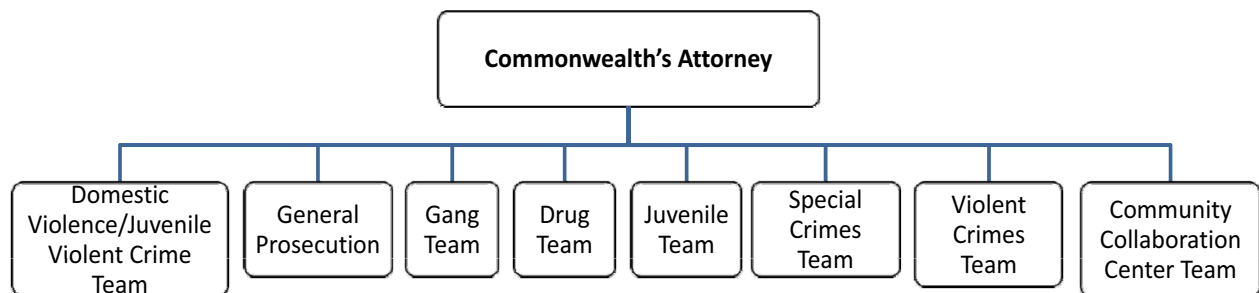 Commonwealth’s Attorney
Domestic
Violence/Juvenile
Violent Crime
Team
General
Prosecution
Gang
Team
Drug
Team
Juvenile
Team
Special
Crimes
Team
Violent
Crimes
Team
Community
Collaboration
Center Team